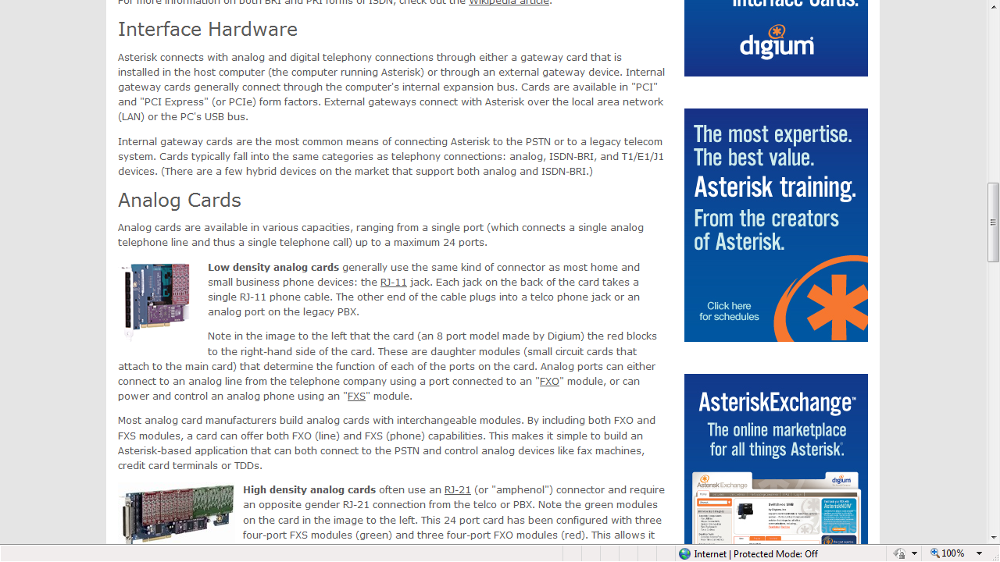 For more information on both BRI and PRI forms of ISDN, check out the Wikipedia article.
Interface Hardware
Asterisk connects with analog and digital telephony connections through either a gateway card that is
installed in the host computer (the computer running Asterisk) or through an external gateway device. Internal
gateway cards generally connect through the computer's internal expansion bus. Cards are available in "PCI"
and "PCI Express" (or PCIe) form factors. External gateways connect with Asterisk over the local area network
(LAN) or the PC's USB bus.
Internal gateway cards are the most common means of connecting Asterisk to the PSTN or to a legacy telecom
system. Cards typically fall into the same categories as telephony connections: analog, ISDN-BRI, and T1/E1/J1
devices. (There are a few hybrid devices on the market that support both analog and ISDN-BRI.)
Analog Cards
Analog cards are available in various capacities, ranging from a single port (which connects a single analog
telephone line and thus a single telephone call) up to a maximum 24 ports.
Low density analog cards generally use the same kind of connector as most home and
small business phone devices: the RJ-11 jack. Each jack on the back of the card takes a
single RJ-11 phone cable. The other end of the cable plugs into a telco phone jack or an
analog port on the legacy PBX.
Note in the image to the left that the card (an 8 port model made by Digium) the red blocks
to the right-hand side of the card. These are daughter modules (small circuit cards that
attach to the main card) that determine the function of each of the ports on the card. Analog ports can either
connect to an analog line from the telephone company using a port connected to an "FXO" module, or can
power and control an analog phone using an "FXS" module.
Most analog card manufacturers build analog cards with interchangeable modules. By including both FXO and
FXS modules, a card can offer both FXO (line) and FXS (phone) capabilities. This makes it simple to build an
Asterisk-based application that can both connect to the PSTN and control analog devices like fax machines,
credit card terminals or TDDs.
High density analog cards often use an RJ-21 (or "amphenol") connector and require
an opposite gender RJ-21 connection from the telco or PBX. Note the green modules
on the card in the image to the left. This 24 port card has been configured with three
four-port FXS modules (green) and three four-port FXO modules (red). This allows it
Interface Cards.
digium
The most expertise.
The best value.
Asterisk training.
From the creators
of Asterisk.
Click here
for schedules
AsteriskExchange™
The online marketplace
for all things Asterisk.®
Asterisk Exchange
digium
Switchvox SMB
Internet | Protected Mode: Off
100%